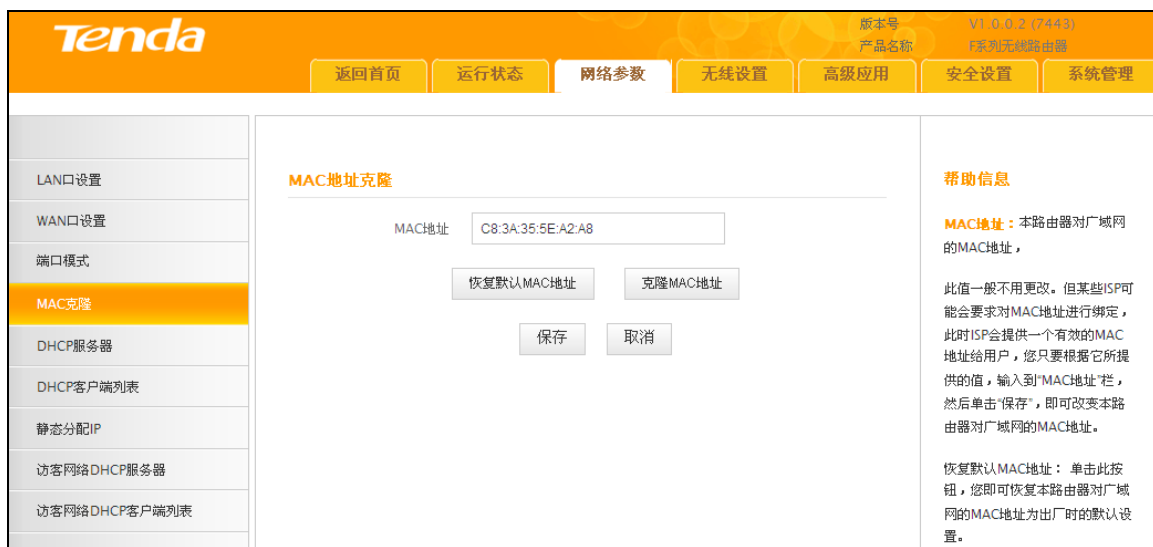 Tenda
版本号 V1.0.0.2 (7443)
产品名称 F系列无线路由器
返回首页 运行状态 网络参数 无线设置 高级应用 安全设置 系统管理
LAN口设置
WAN口设置
端口模式
MAC克隆
DHCP服务器
DHCP客户端列表
静态分配IP
访客网络DHCP服务器
访客网络DHCP客户端列表
MAC地址克隆
MAC地址 C8:3A:35:5E:A2:A8
恢复默认MAC地址 克隆MAC地址
保存 取消
帮助信息
MAC地址：本路由器对广域网
的MAC地址，
此值一般不用更改。但某些ISP可
能会要求对MAC地址进行绑定，
此时ISP会提供一个有效的MAC
地址给用户，您只要根据它所提
供的值，输入到“MAC地址”栏，
然后单击“保存”，即可改变本路
由器对广域网的MAC地址。
恢复默认MAC地址： 单击此按
钮，您即可恢复本路由器对广域
网的MAC地址为出厂时的默认设
置。